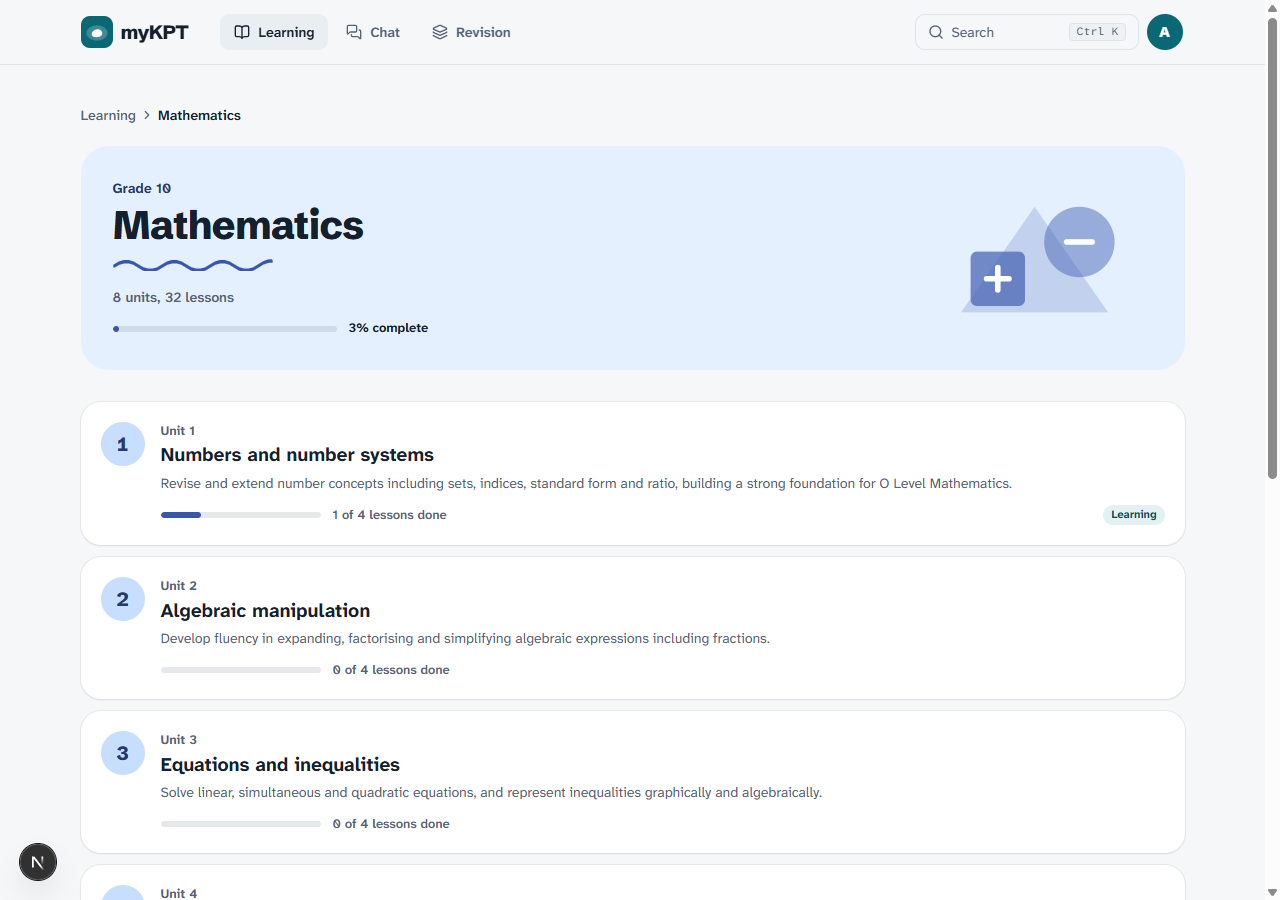 myKPT
Learning
Chat
Revision
Search
Ctrl K
A
Learning > Mathematics
Grade 10
Mathematics
8 units, 32 lessons
3% complete
1
Unit 1
Numbers and number systems
Revise and extend number concepts including sets, indices, standard form and ratio, building a strong foundation for O Level Mathematics.
1 of 4 lessons done
Learning
2
Unit 2
Algebraic manipulation
Develop fluency in expanding, factorising and simplifying algebraic expressions including fractions.
0 of 4 lessons done
3
Unit 3
Equations and inequalities
Solve linear, simultaneous and quadratic equations, and represent inequalities graphically and algebraically.
0 of 4 lessons done
N
Unit 4